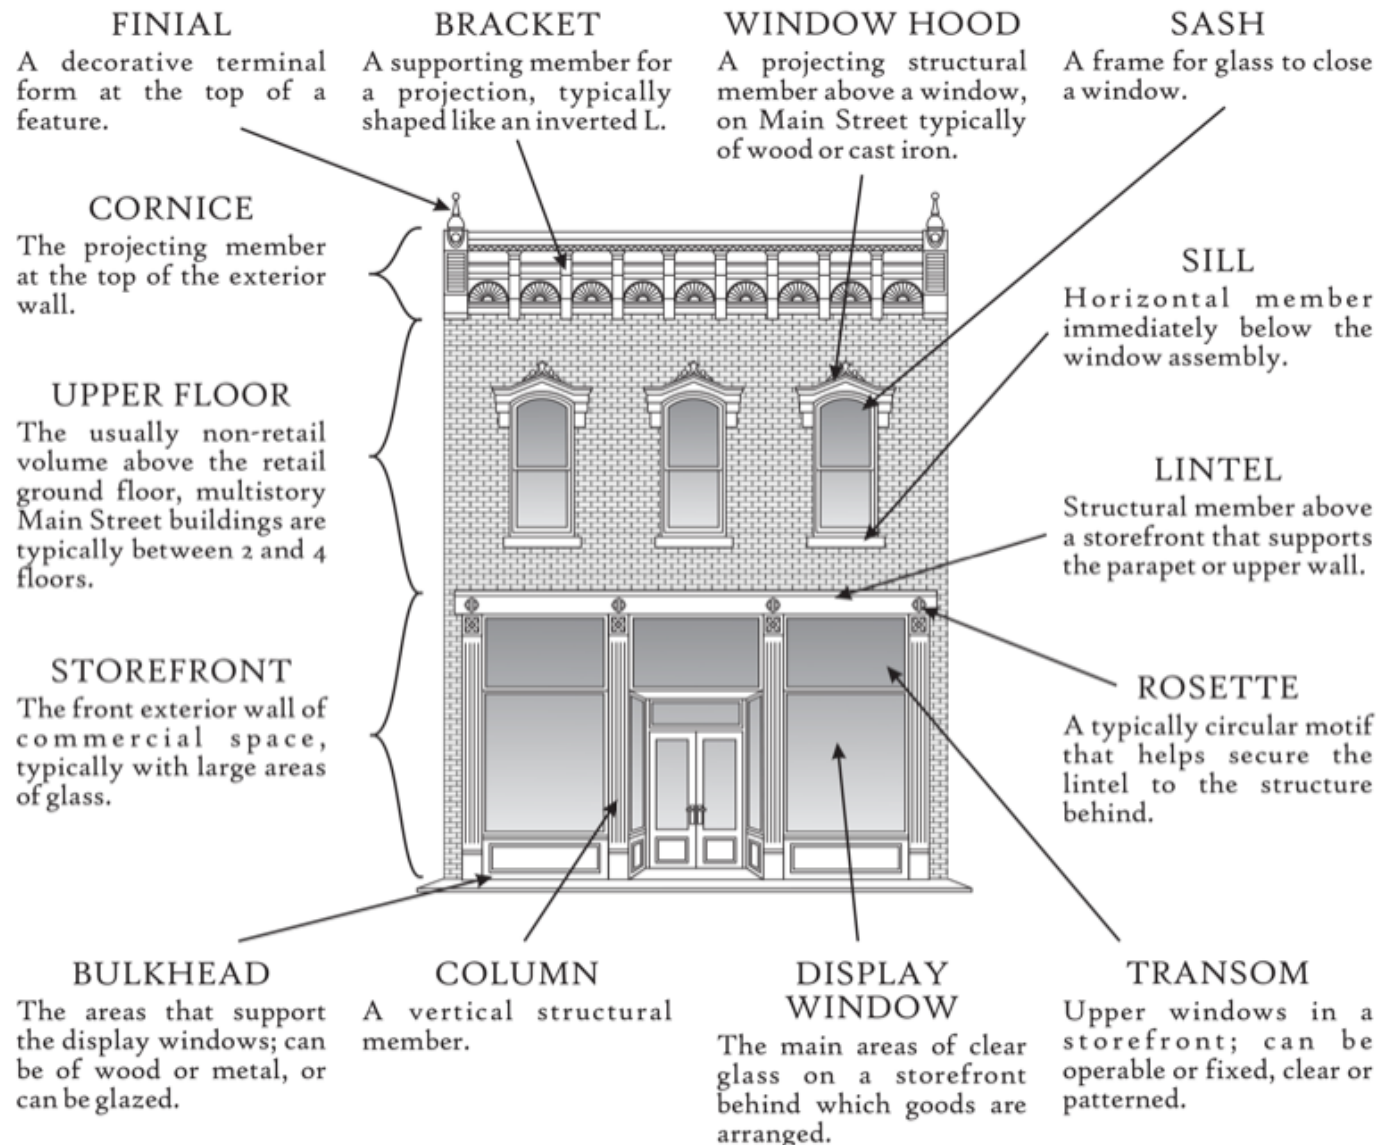 FINIAL
A decorative terminal
form at the top of a
feature.
BRACKET
A supporting member for
a projection, typically
shaped like an inverted L.
WINDOW HOOD
A projecting structural
member above a window,
on Main Street typically
of wood or cast iron.
SASH
A frame for glass to close
a window.
CORNICE
The projecting member
at the top of the exterior
wall.
SILL
Horizontal member
immediately below the
window assembly.
UPPER FLOOR
The usually non-retail
volume above the retail
ground floor, multistory
Main Street buildings are
typically between 2 and 4
floors.
LINTEL
Structural member above
a storefront that supports
the parapet or upper wall.
STOREFRONT
The front exterior wall of
commercial space,
typically with large areas
of glass.
ROSETTE
A typically circular motif
that helps secure the
lintel to the structure
behind.
BULKHEAD
The areas that support
the display windows; can
be of wood or metal, or
can be glazed.
COLUMN
A vertical structural
member.
DISPLAY
WINDOW
The main areas of clear
glass on a storefront
behind which goods are
arranged.
TRANSOM
Upper windows in a
storefront; can be
operable or fixed, clear or
patterned.